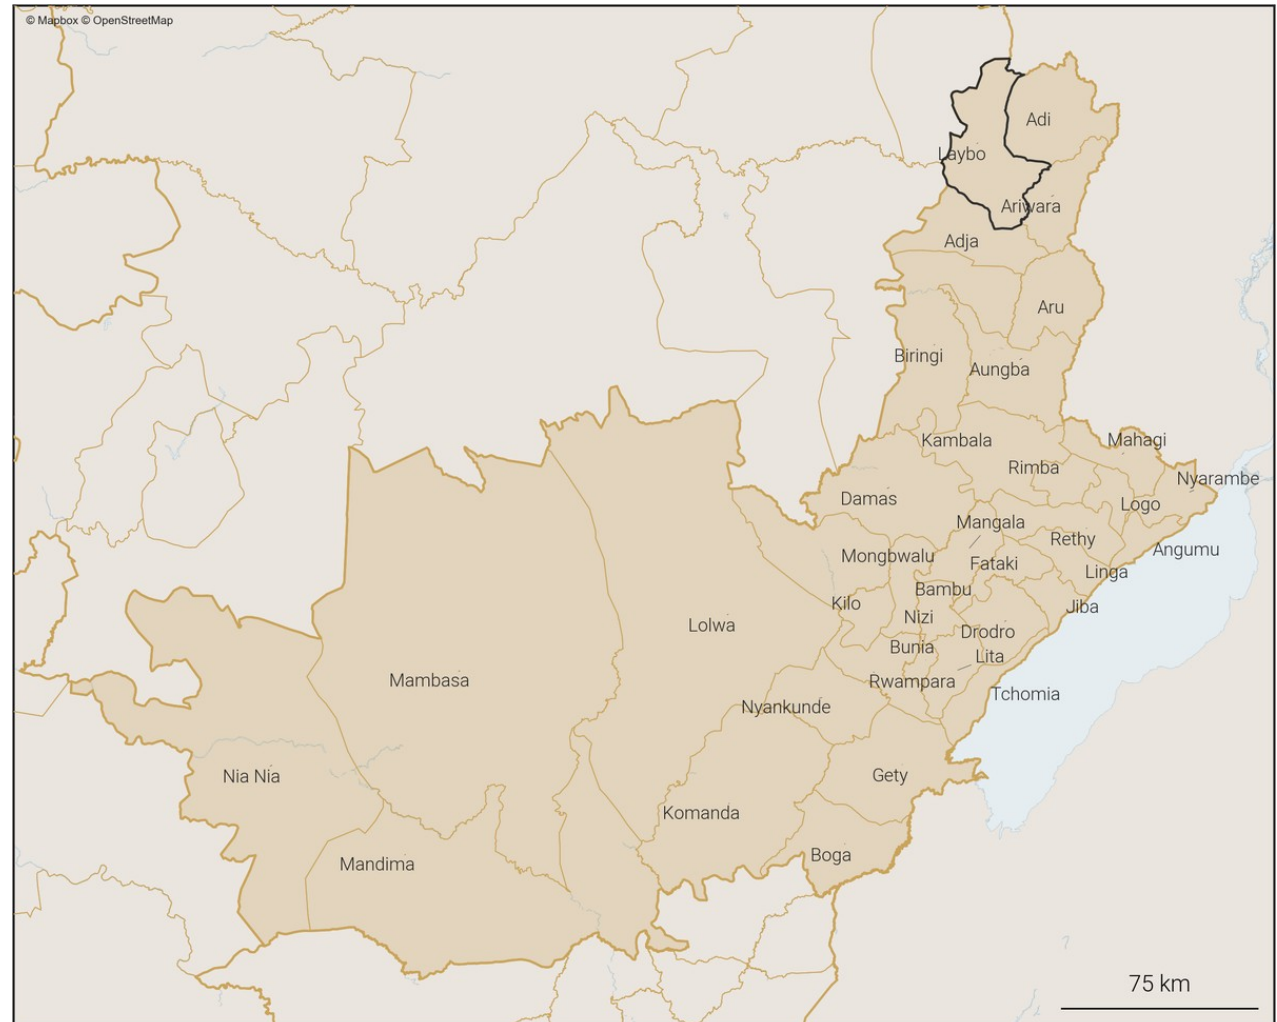 © Mapbox © OpenStreetMap
Adi
Laybo
Ariwara
Adja
Aru
Biringi
Aungba
Kambala
Mahagi
Rimba
Nyarambe
Damas
Logo
Mangala
Rethy
Angumu
Mongbwalu
Fataki
Linga
Bambu
Kilo
Jiba
Nizi
Lolwa
Drodro
Bunia
Lita
Mambasa
Rwampara
Tchomia
Nyankunde
Nia Nia
Gety
Komanda
Boga
Mandima
75 km